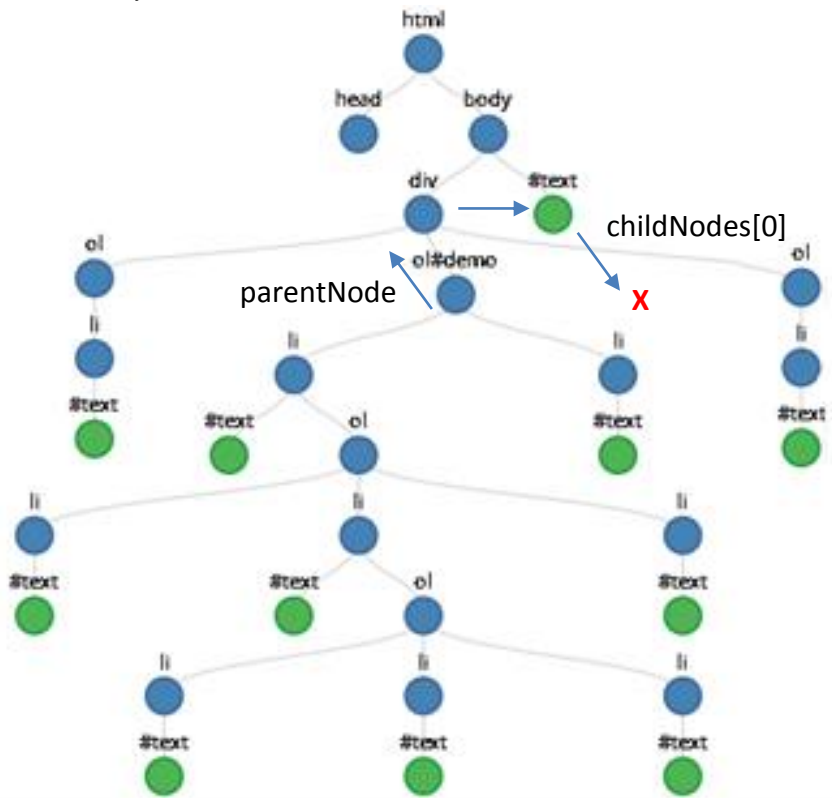 html
head body
div #text
childNodes[0]
ol ol#demo ol
parentNode X
li li li li
#text #text ol #text #text
li li li
#text #text ol #text
li li li
#text #text #text